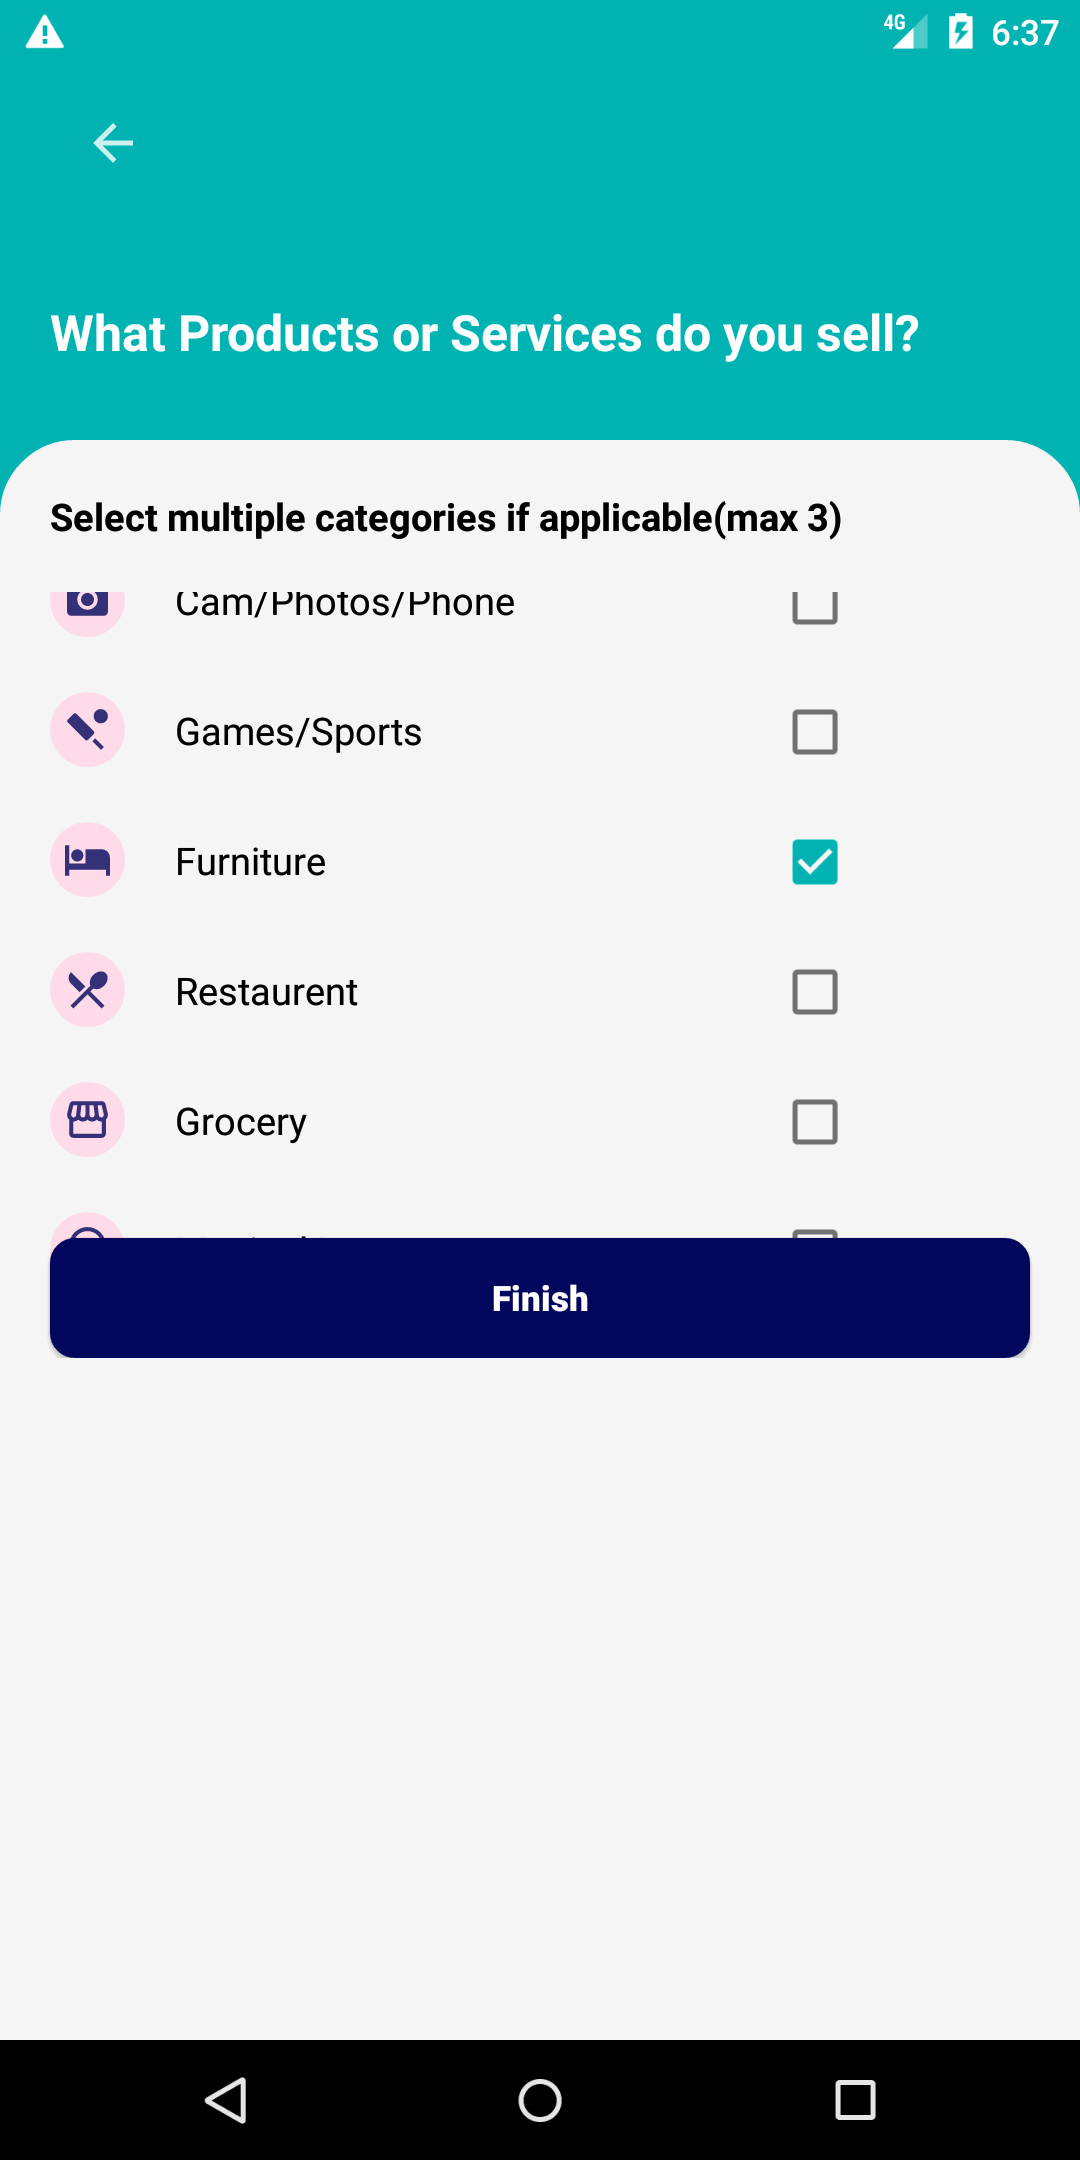 4G 6:37
What Products or Services do you sell?
Select multiple categories if applicable(max 3)
Cam/Photos/Phone
Games/Sports
Furniture
Restaurent
Grocery
Finish